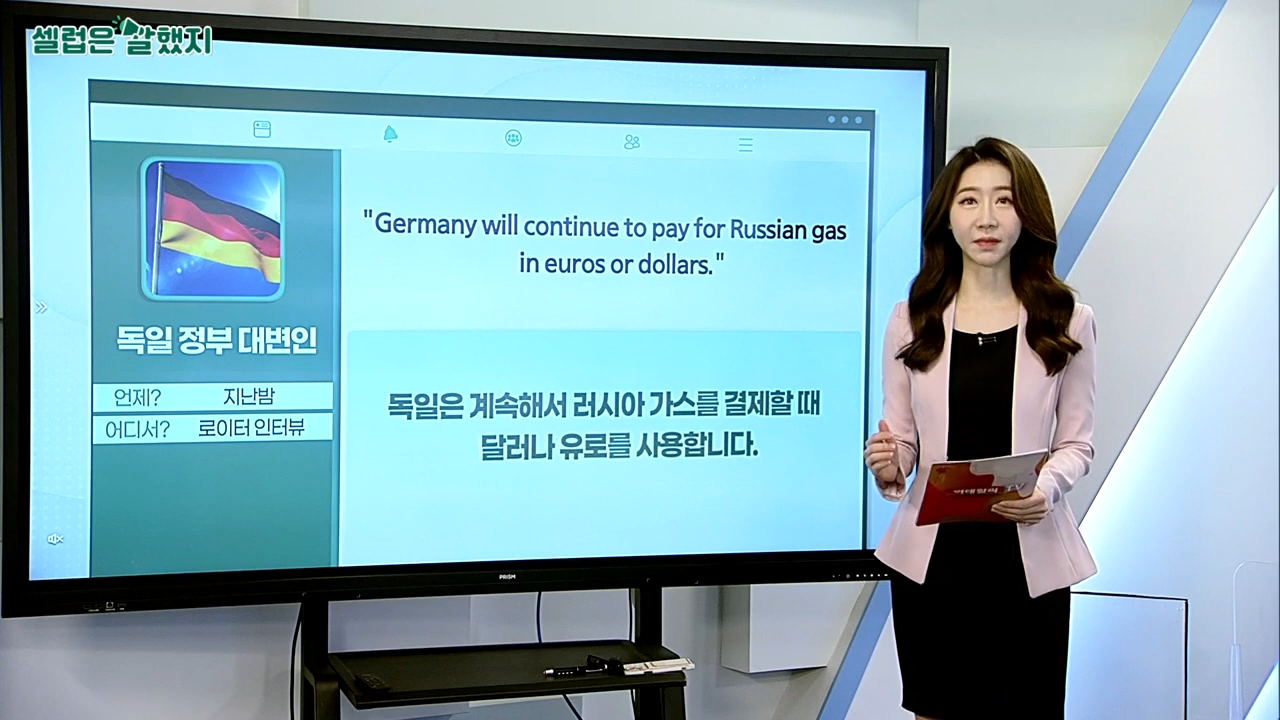 셀럽은 말했지
"Germany will continue to pay for Russian gas
in euros or dollars."
독일 정부 대변인
언제? 지난밤
어디서? 로이터 인터뷰
독일은 계속해서 러시아 가스를 결제할 때
달러나 유로를 사용합니다.
PRISM